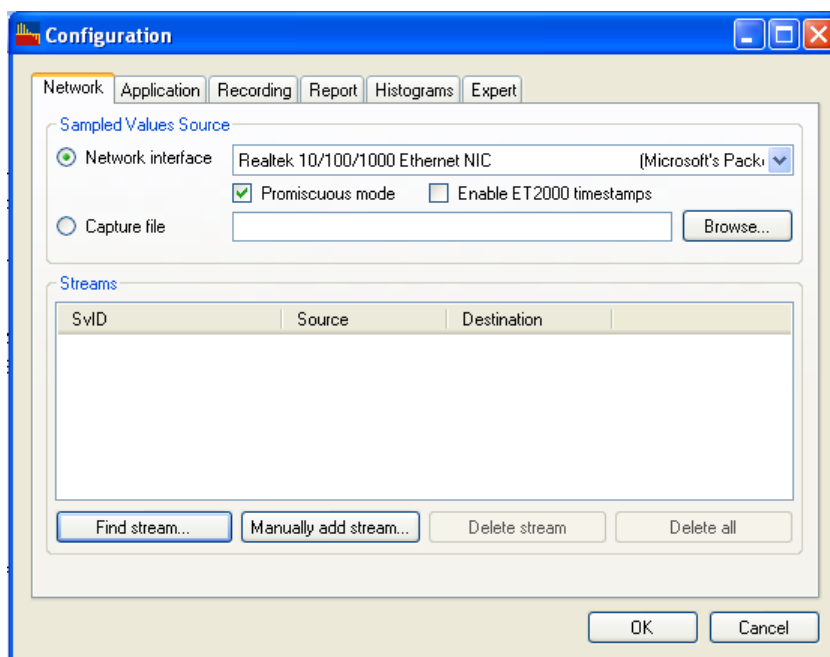 Configuration
Network Application Recording Report Histograms Expert
Sampled Values Source
Network interface Realtek 10/100/1000 Ethernet NIC (Microsoft's Pack
Promiscuous mode Enable ET2000 timestamps
Capture file Browse...
Streams
SvID Source Destination
Find stream... Manually add stream... Delete stream Delete all
OK Cancel